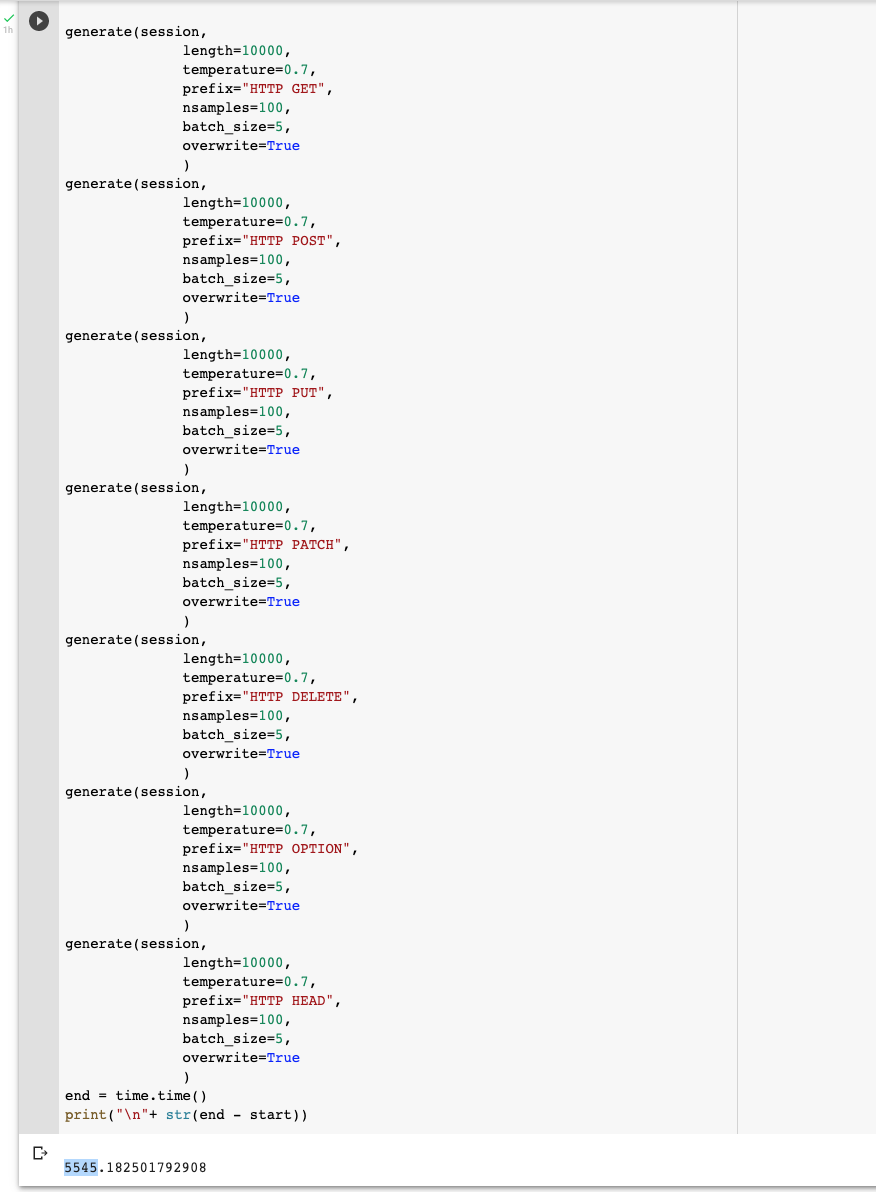 1h
generate(session,
length=10000,
temperature=0.7,
prefix="HTTP GET",
nsamples=100,
batch_size=5,
overwrite=True
)
generate(session,
length=10000,
temperature=0.7,
prefix="HTTP POST",
nsamples=100,
batch_size=5,
overwrite=True
)
generate(session,
length=10000,
temperature=0.7,
prefix="HTTP PUT",
nsamples=100,
batch_size=5,
overwrite=True
)
generate(session,
length=10000,
temperature=0.7,
prefix="HTTP PATCH",
nsamples=100,
batch_size=5,
overwrite=True
)
generate(session,
length=10000,
temperature=0.7,
prefix="HTTP DELETE",
nsamples=100,
batch_size=5,
overwrite=True
)
generate(session,
length=10000,
temperature=0.7,
prefix="HTTP OPTION",
nsamples=100,
batch_size=5,
overwrite=True
)
generate(session,
length=10000,
temperature=0.7,
prefix="HTTP HEAD",
nsamples=100,
batch_size=5,
overwrite=True
)
end = time.time()
print("\n"+ str(end - start))
5545.182501792908